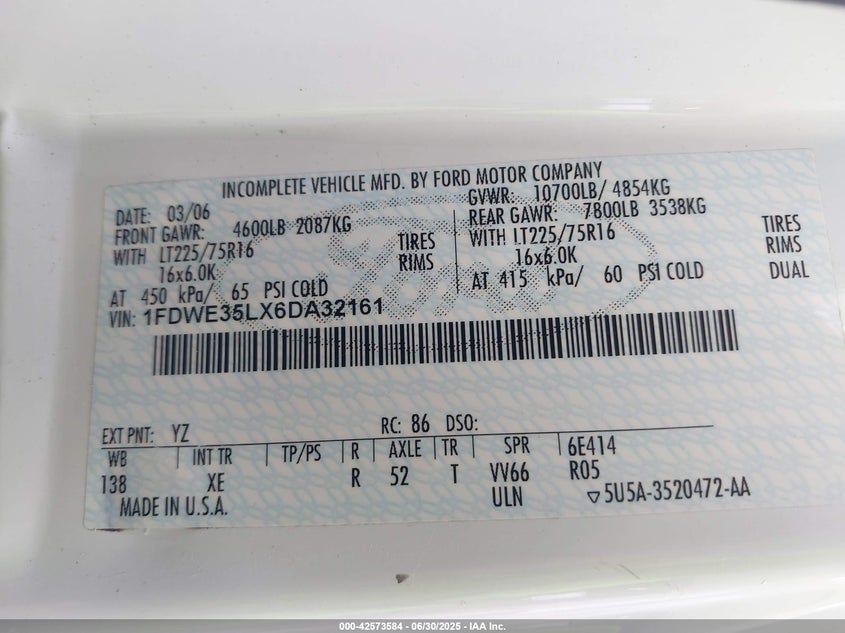 INCOMPLETE VEHICLE MFD. BY FORD MOTOR COMPANY
DATE: 03/06 GVWR: 10700LB/ 4854KG
FRONT GAWR: 4600LB 2087KG REAR GAWR: 7800LB 3538KG
WITH LT225/75R16 TIRES WITH LT225/75R16 TIRES
16x6.0K RIMS 16x6.0K RIMS
AT 450 kPa/ 65 PSI COLD AT 415 kPa/ 60 PSI COLD DUAL
VIN: 1FDWE35LX6DA32161
EXT PNT: YZ RC: 86 DSO:
WB INT TR TP/PS R AXLE TR SPR 6E414
138 XE R 52 T VV66 R05
MADE IN U.S.A. ULN ▽5U5A-3520472-AA
000-42573584 - 06/30/2025 - IAA Inc.